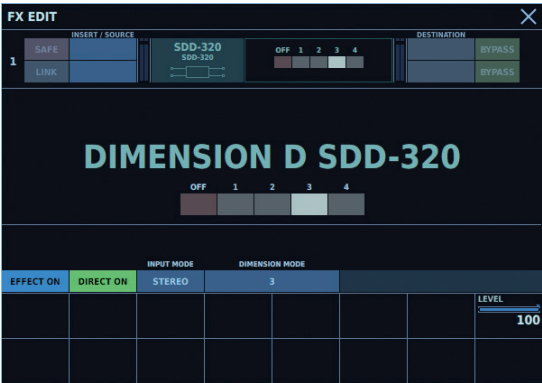 FX EDIT
INSERT / SOURCE
DESTINATION
1
SAFE
LINK
SDD-320
SDD-320
OFF 1 2 3 4
BYPASS
BYPASS
DIMENSION D SDD-320
OFF 1 2 3 4
INPUT MODE
DIMENSION MODE
EFFECT ON
DIRECT ON
STEREO
3
LEVEL
100